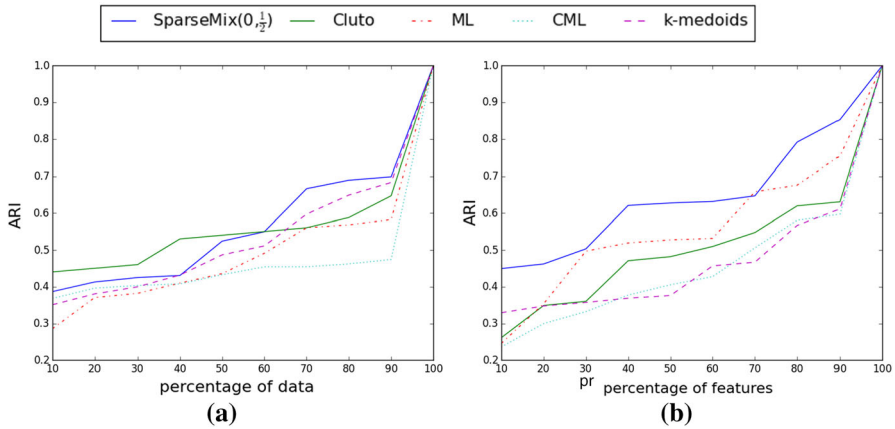 SparseMix(0,½) Cluto ML CML k-medoids
1.0
0.9
0.8
0.7
0.6
0.5
0.4
0.3
0.2
ARI
10 20 30 40 50 60 70 80 90 100
percentage of data
(a)
1.0
0.9
0.8
0.7
0.6
0.5
0.4
0.3
0.2
ARI
10 20 30 40 50 60 70 80 90 100
pr percentage of features
(b)